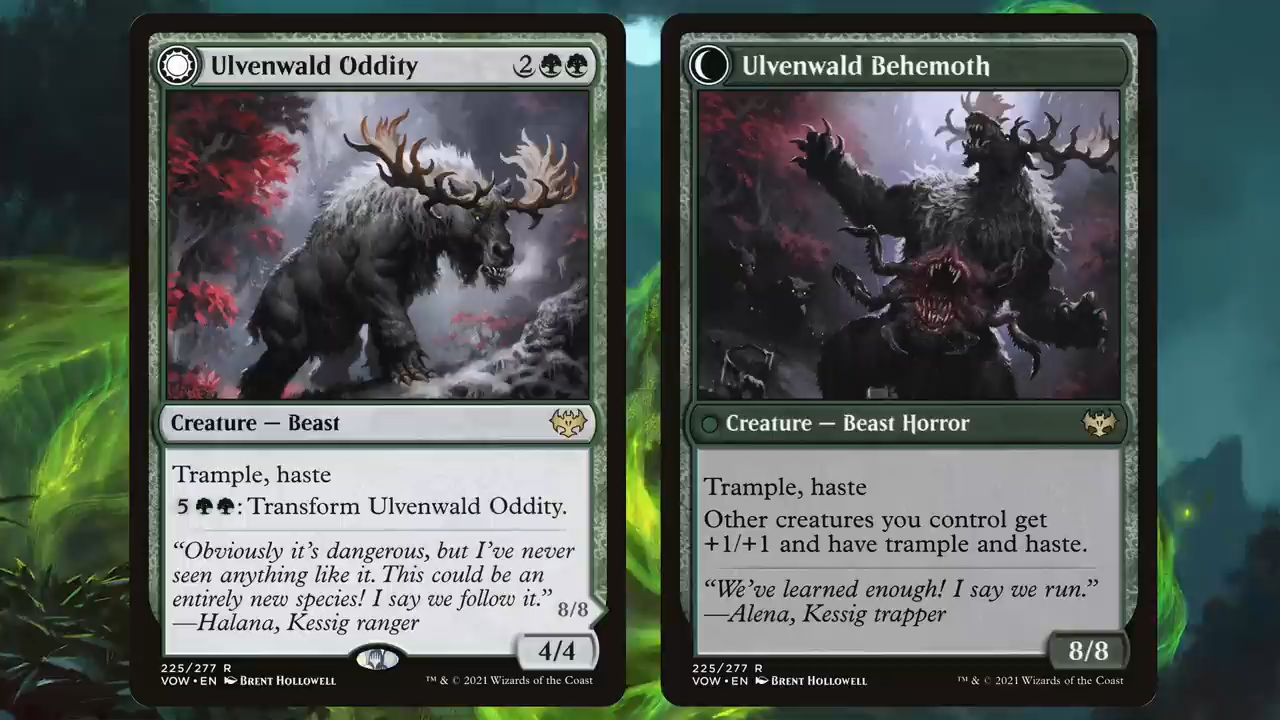 Ulvenwald Oddity 2
Creature — Beast
Trample, haste
5: Transform Ulvenwald Oddity.
“Obviously it’s dangerous, but I’ve never
seen anything like it. This could be an
entirely new species! I say we follow it.”
—Halana, Kessig ranger
8/8
4/4
225/277 R
VOW • EN Brent Hollowell
™ & © 2021 Wizards of the Coast
Ulvenwald Behemoth
Creature — Beast Horror
Trample, haste
Other creatures you control get
+1/+1 and have trample and haste.
“We’ve learned enough! I say we run.”
—Alena, Kessig trapper
8/8
225/277 R
VOW • EN Brent Hollowell
™ & © 2021 Wizards of the Coast